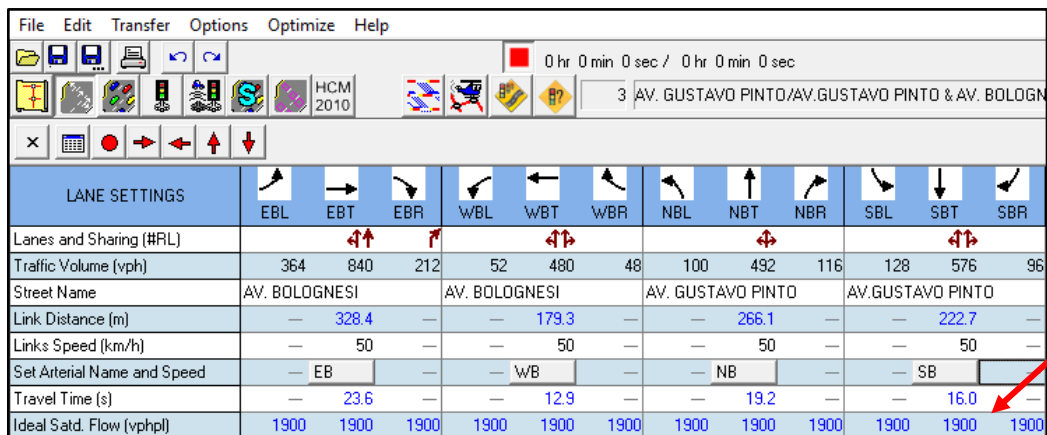 File Edit Transfer Options Optimize Help
0 hr 0 min 0 sec / 0 hr 0 min 0 sec
HCM
2010
3 AV. GUSTAVO PINTO/AV.GUSTAVO PINTO & AV. BOLOGN
LANE SETTINGS EBL EBT EBR WBL WBT WBR NBL NBT NBR SBL SBT SBR
Lanes and Sharing (#RL)
Traffic Volume (vph) 364 840 212 52 480 48 100 492 116 128 576 96
Street Name AV. BOLOGNESI AV. BOLOGNESI AV. GUSTAVO PINTO AV.GUSTAVO PINTO
Link Distance (m) — 328.4 — — 179.3 — — 266.1 — — 222.7 —
Links Speed (km/h) — 50 — — 50 — — 50 — — 50 —
Set Arterial Name and Speed — EB — — WB — — NB — — SB —
Travel Time (s) — 23.6 — — 12.9 — — 19.2 — — 16.0 —
Ideal Satd. Flow (vphpl) 1900 1900 1900 1900 1900 1900 1900 1900 1900 1900 1900 1900